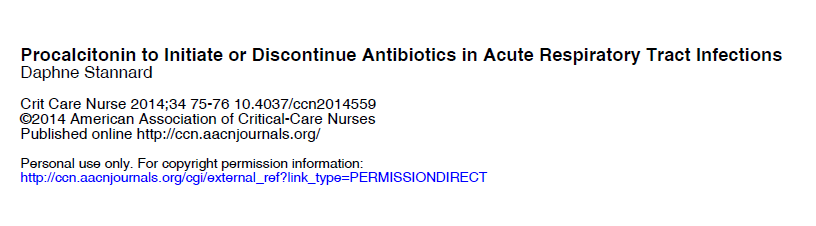 Procalcitonin to Initiate or Discontinue Antibiotics in Acute Respiratory Tract Infections
Daphne Stannard
Crit Care Nurse 2014;34 75-76 10.4037/ccn2014559
©2014 American Association of Critical-Care Nurses
Published online http://ccn.aacnjournals.org/
Personal use only. For copyright permission information:
http://ccn.aacnjournals.org/cgi/external_ref?link_type=PERMISSIONDIRECT